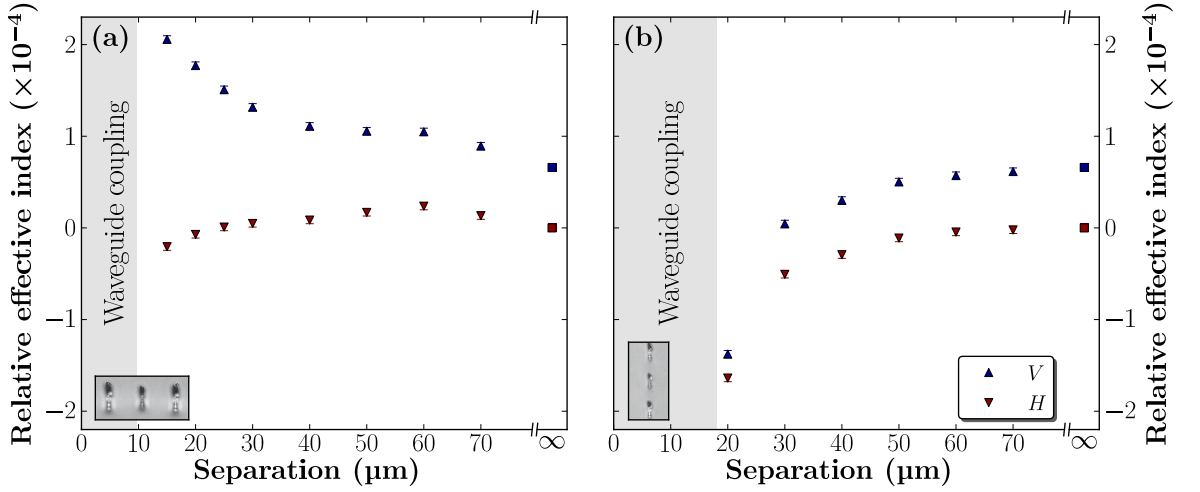 (a)
Relative effective index (×10−4)
2
1
0
−1
−2
Waveguide coupling
0 10 20 30 40 50 60 70 ∞
Separation (µm)
(b)
Waveguide coupling
V
H
0 10 20 30 40 50 60 70 ∞
Separation (µm)
2
1
0
−1
−2
Relative effective index (×10−4)